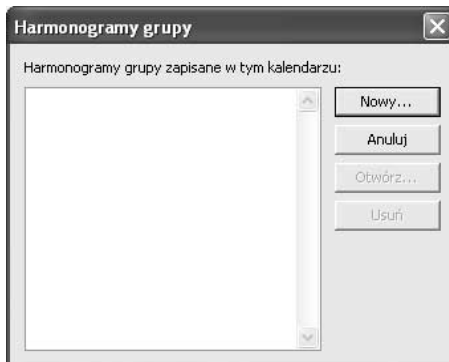 Harmonogramy grupy
Harmonogramy grupy zapisane w tym kalendarzu:
Nowy...
Anuluj
Otwórz...
Usuń